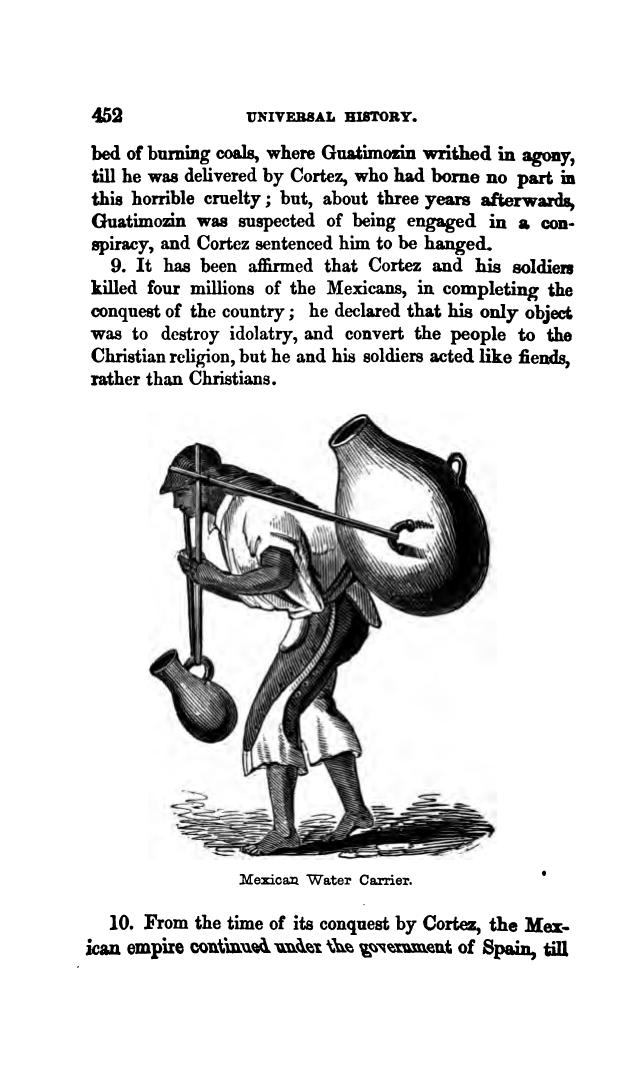 452 UNIVERSAL HISTORY.
bed of burning coals, where Guatimozin writhed in agony,
till he was delivered by Cortez, who had borne no part in
this horrible cruelty; but, about three years afterwards,
Guatimozin was suspected of being engaged in a con-
spiracy, and Cortez sentenced him to be hanged.
9. It has been affirmed that Cortez and his soldiers
killed four millions of the Mexicans, in completing the
conquest of the country; he declared that his only object
was to destroy idolatry, and convert the people to the
Christian religion, but he and his soldiers acted like fiends,
rather than Christians.
Mexican Water Carrier.
10. From the time of its conquest by Cortez, the Mex-
ican empire continued under the government of Spain, till